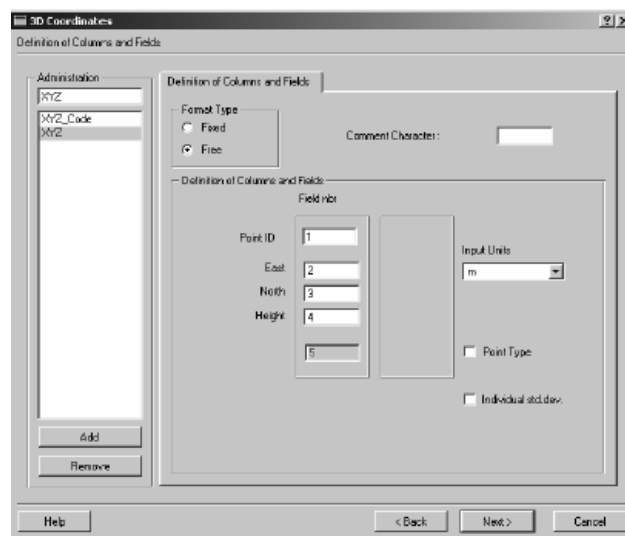 3D Coordinates
Definition of Columns and Fields
Administration
XYZ
XYZ_Code
XYZ
Add
Remove
Definition of Columns and Fields
Format Type
Fixed
Free
Comment Character:
Definition of Columns and Fields
Field nbr
Point ID 1
East 2
North 3
Height 4
5
Input Units
m
Point Type
Individual std.dev.
Help
< Back
Next >
Cancel